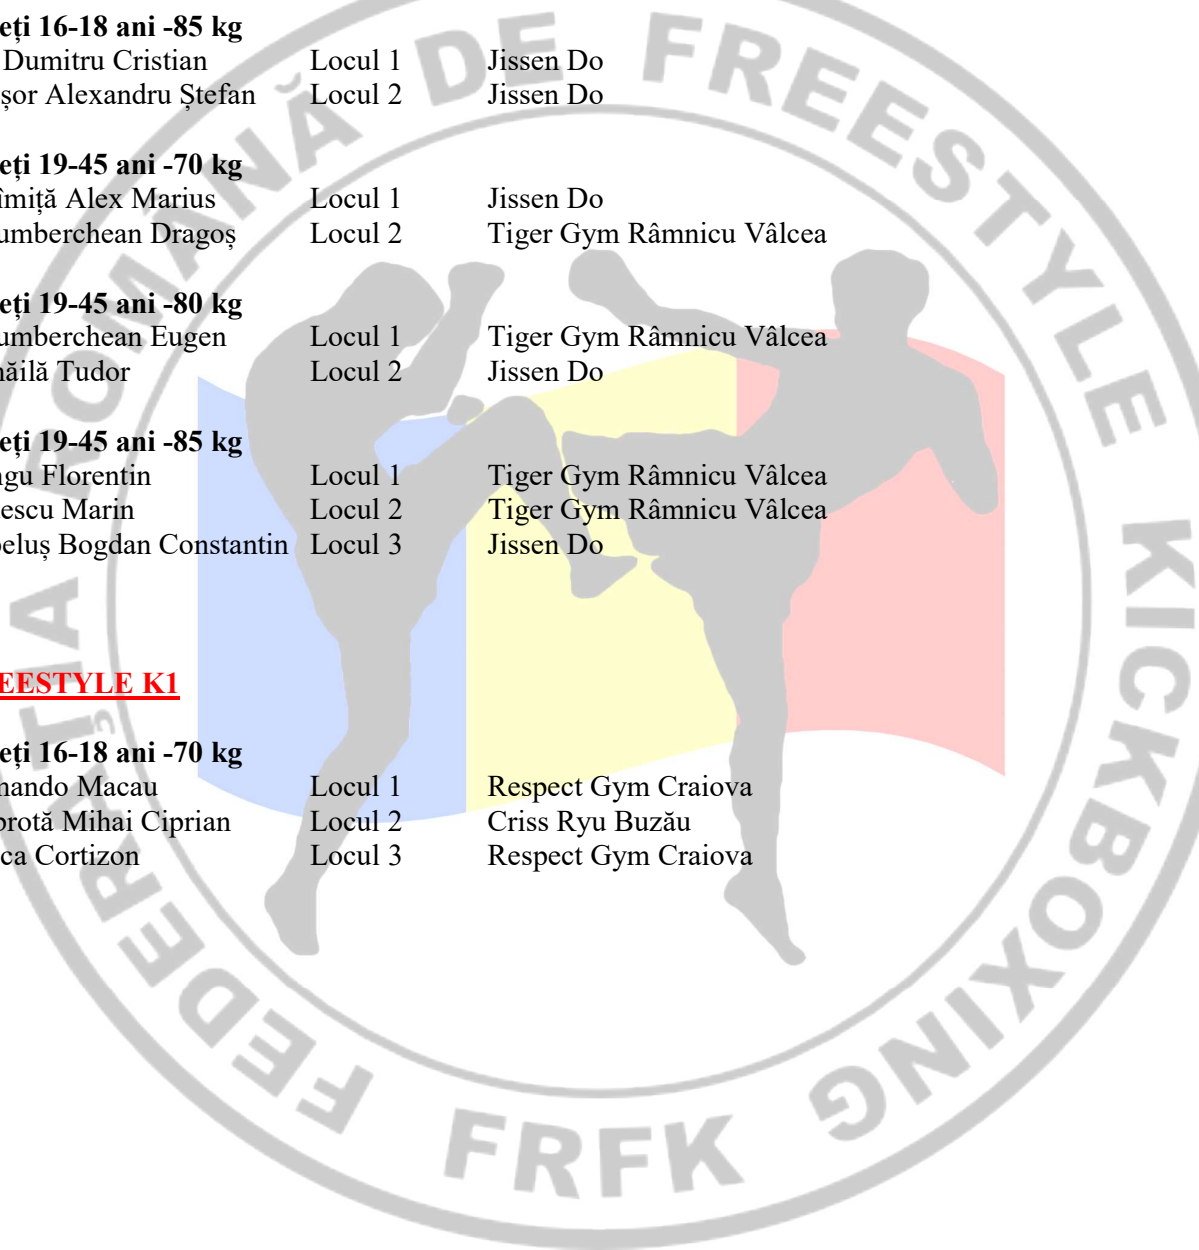 eți 16-18 ani -85 kg
Dumitru Cristian Locul 1 Jissen Do
șor Alexandru Ștefan Locul 2 Jissen Do
eți 19-45 ani -70 kg
îmiță Alex Marius Locul 1 Jissen Do
umberchean Dragoș Locul 2 Tiger Gym Râmnicu Vâlcea
eți 19-45 ani -80 kg
umberchean Eugen Locul 1 Tiger Gym Râmnicu Vâlcea
hăilă Tudor Locul 2 Jissen Do
eți 19-45 ani -85 kg
ngu Florentin Locul 1 Tiger Gym Râmnicu Vâlcea
escu Marin Locul 2 Tiger Gym Râmnicu Vâlcea
peluș Bogdan Constantin Locul 3 Jissen Do
EESTYLE K1
eți 16-18 ani -70 kg
nando Macau Locul 1 Respect Gym Craiova
brotă Mihai Ciprian Locul 2 Criss Ryu Buzău
ca Cortizon Locul 3 Respect Gym Craiova
FEDERAȚIA ROMANĂ DE FREESTYLE KICKBOXING
FRFK